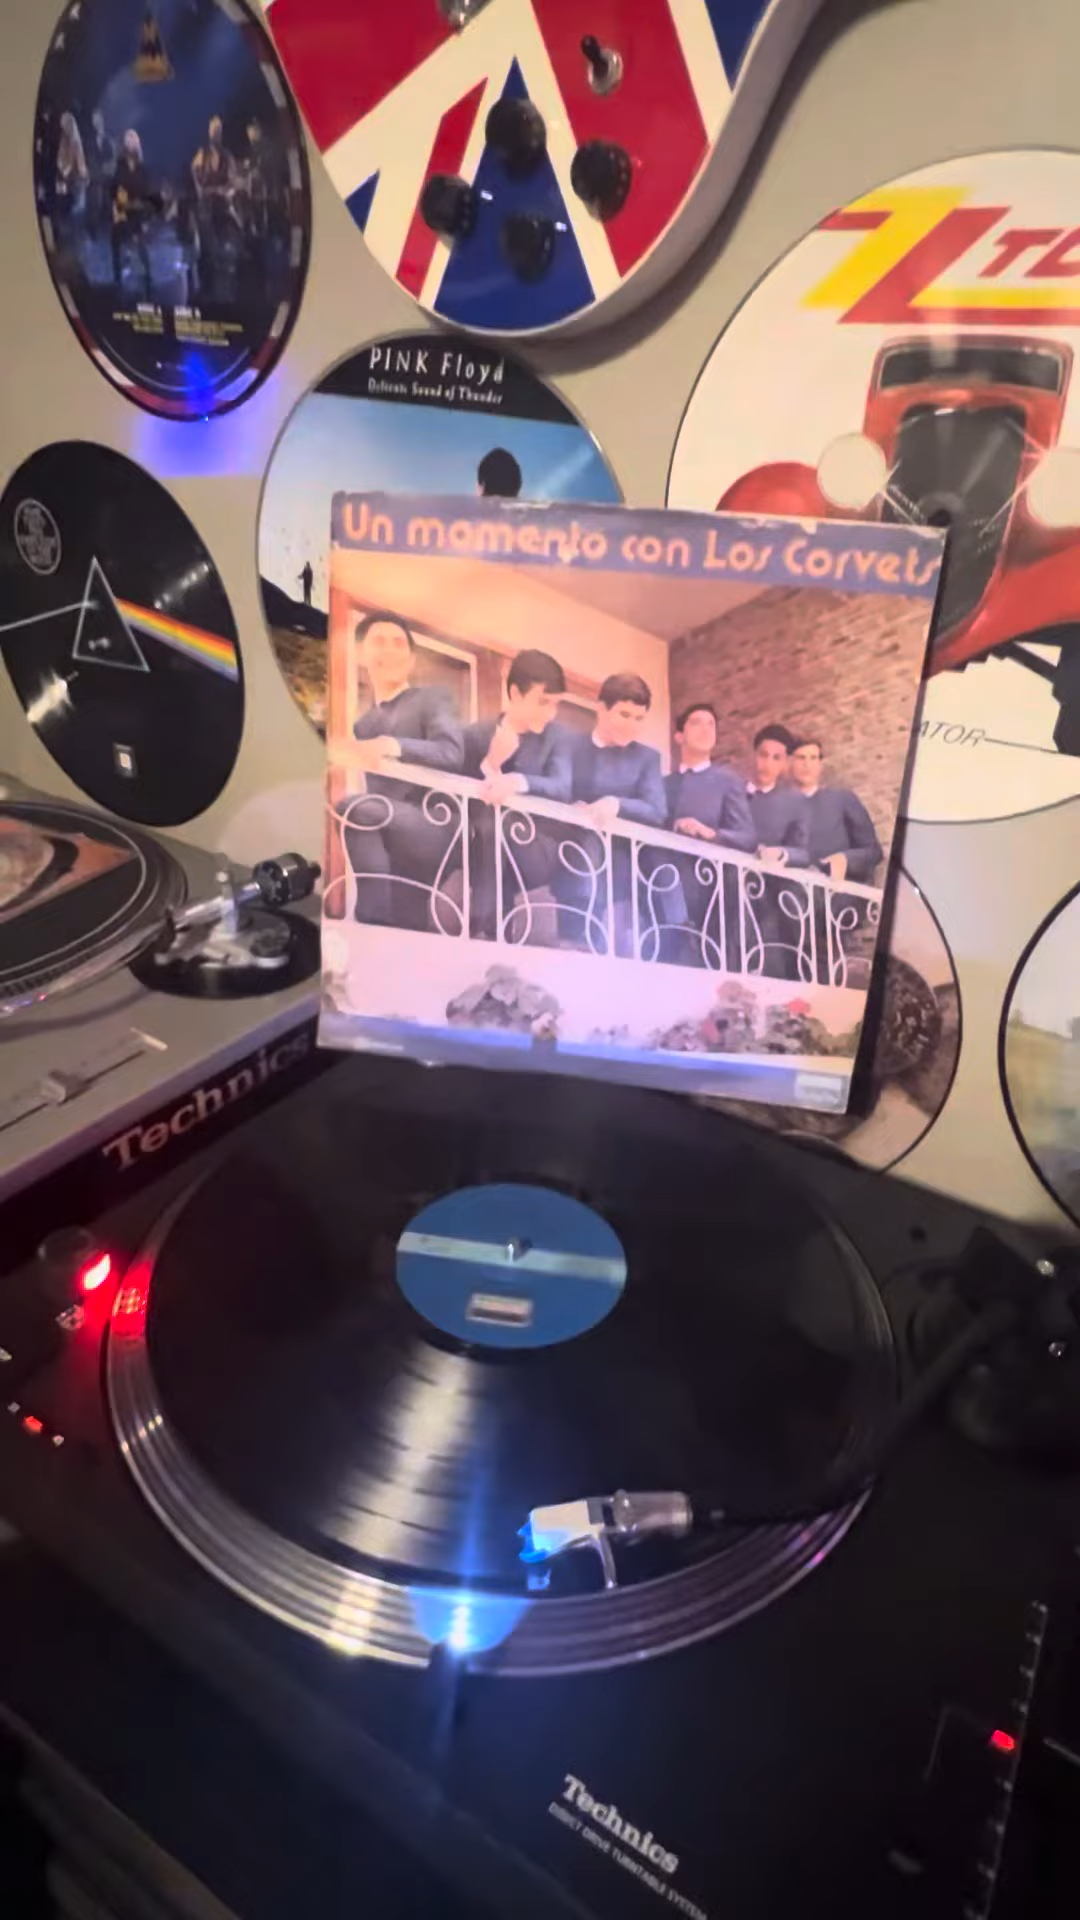 PINK Floyd
Delicate Sound of Thunder
ZZ TO
Un momento con Los Corvets
ATOR
Technics
Technics
DIRECT DRIVE TURNTABLE SYSTEM